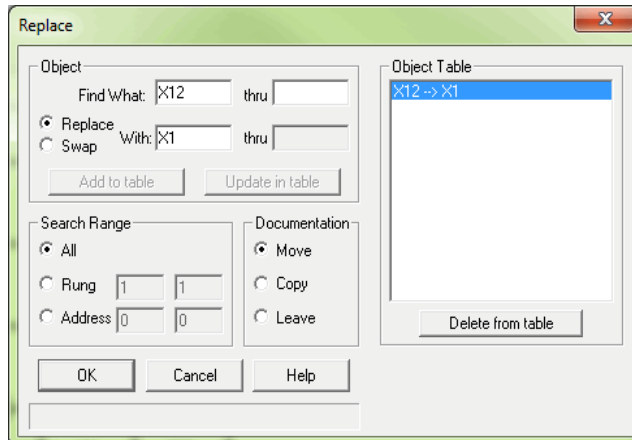 Replace
Object
Find What: X12 thru
Replace
Swap
With: X1 thru
Add to table Update in table
Search Range
All
Rung 1 1
Address 0 0
Documentation
Move
Copy
Leave
OK Cancel Help
Object Table
X12 --> X1
Delete from table